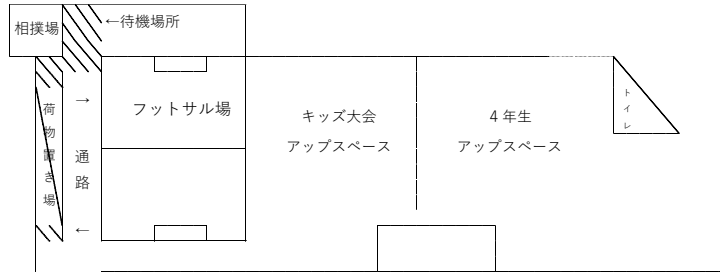 相撲場
←待機場所
→
フットサル場
キッズ大会
アップスペース
4年生
アップスペース
トイレ
荷物置き場
通路
←